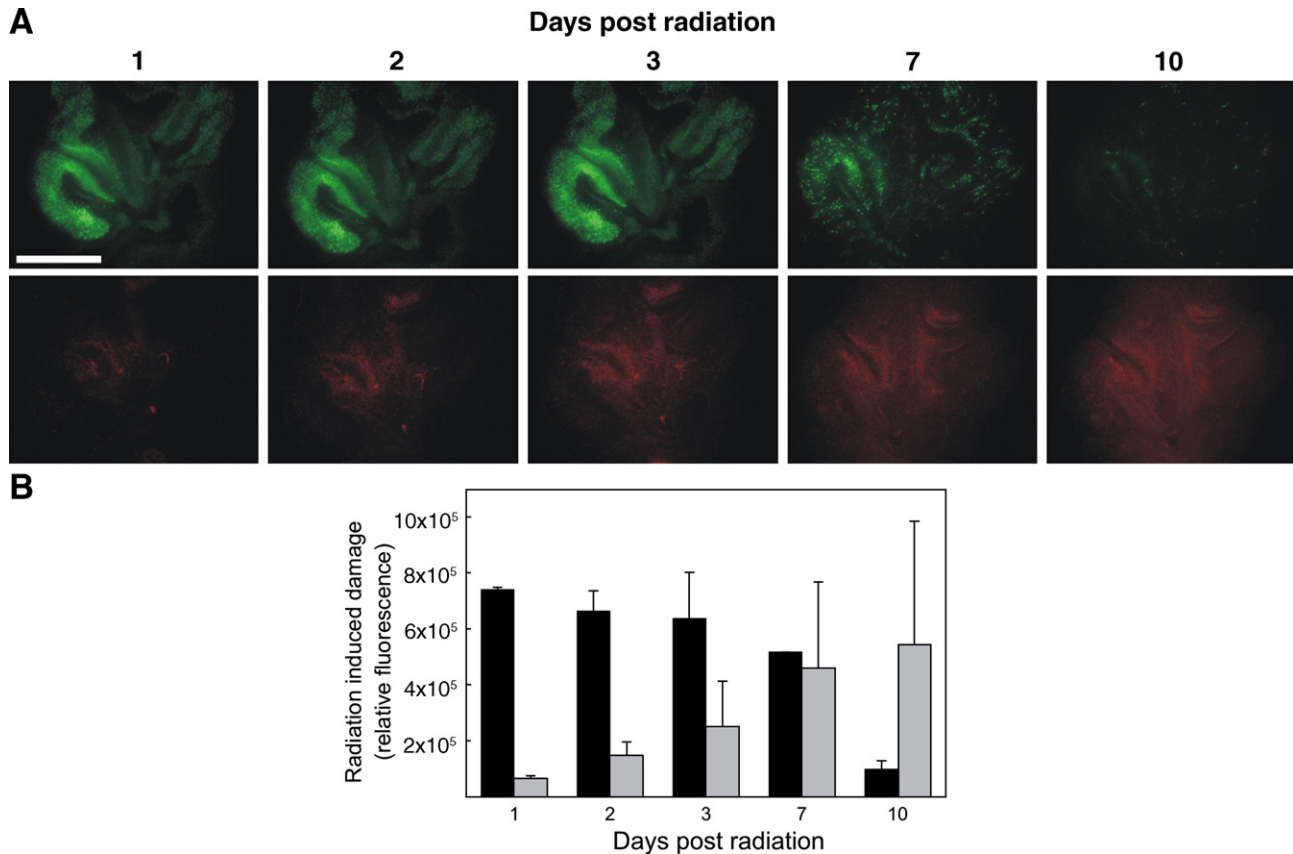 A
Days post radiation
1 2 3 7 10
B
Radiation induced damage
(relative fluorescence)
10x10⁵
8x10⁵
6x10⁵
4x10⁵
2x10⁵
1 2 3 7 10
Days post radiation